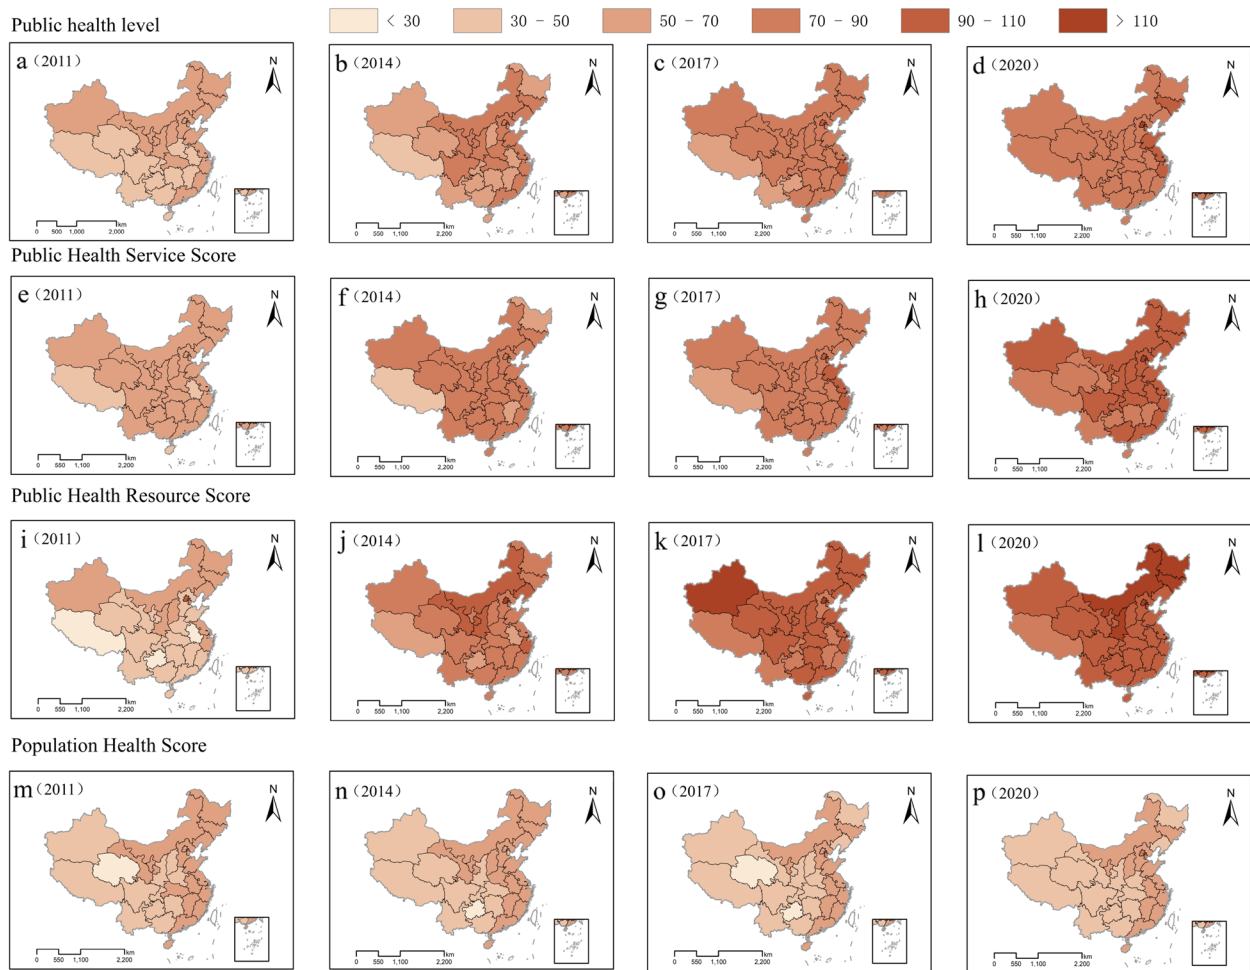 Public health level
< 30 30 - 50 50 - 70 70 - 90 90 - 110 > 110
a (2011) N
0 500 1,000 2,000 km
b (2014) N
0 550 1,100 2,200 km
c (2017) N
0 550 1,100 2,200 km
d (2020) N
0 550 1,100 2,200 km
Public Health Service Score
e (2011) N
0 550 1,100 2,200 km
f (2014) N
0 550 1,100 2,200 km
g (2017) N
0 550 1,100 2,200 km
h (2020) N
0 550 1,100 2,200 km
Public Health Resource Score
i (2011) N
0 550 1,100 2,200 km
j (2014) N
0 550 1,100 2,200 km
k (2017) N
0 550 1,100 2,200 km
l (2020) N
0 550 1,100 2,200 km
Population Health Score
m (2011) N
0 550 1,100 2,200 km
n (2014) N
0 550 1,100 2,200 km
o (2017) N
0 550 1,100 2,200 km
p (2020) N
0 550 1,100 2,200 km